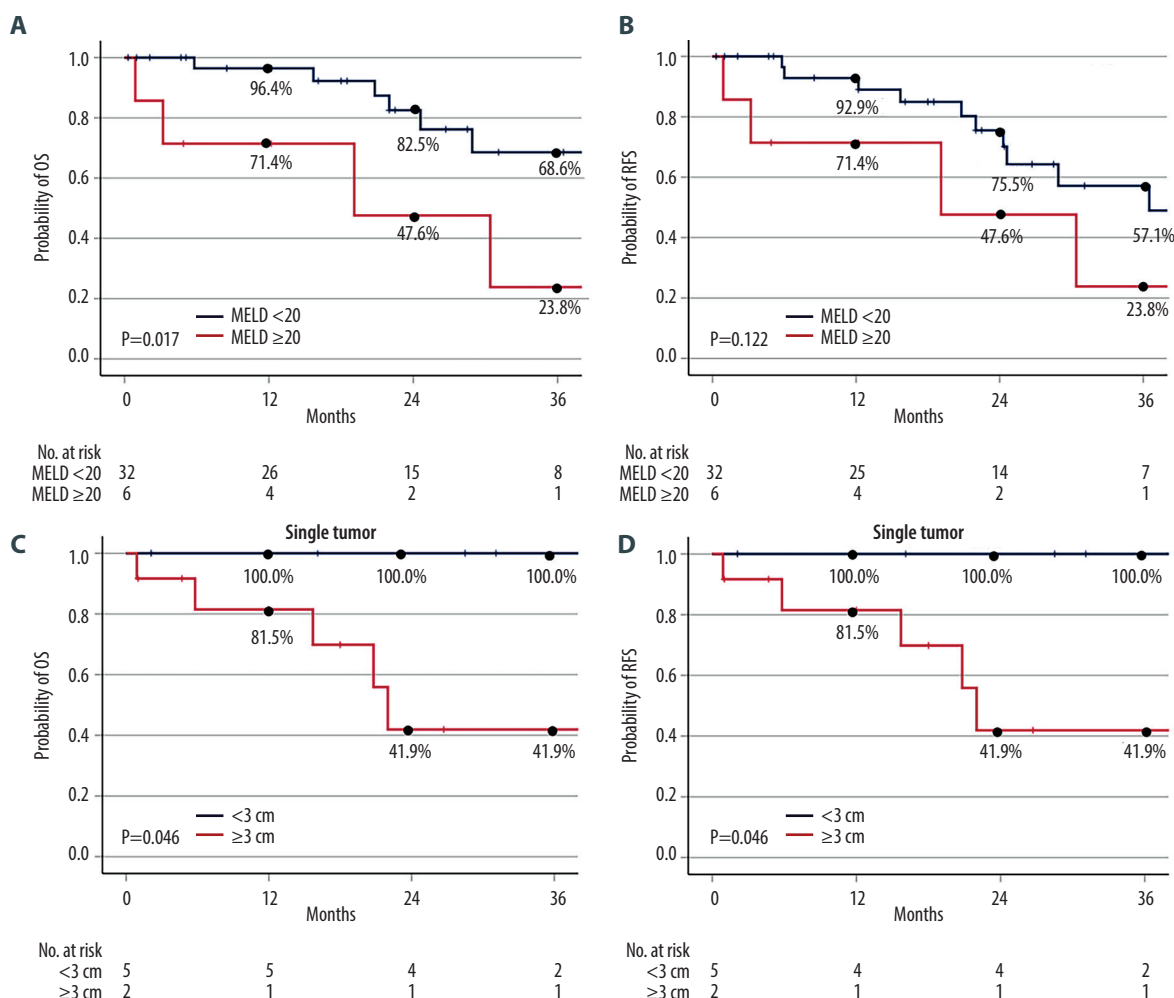 A
1.0
0.8
0.6
0.4
0.2
0.0
Probability of OS
96.4%
82.5%
68.6%
71.4%
47.6%
23.8%
MELD <20
MELD ≥20
P=0.017
0 12 24 36
Months
No. at risk
MELD <20 32 26 15 8
MELD ≥20 6 4 2 1
B
1.0
0.8
0.6
0.4
0.2
0.0
Probability of RFS
92.9%
75.5%
57.1%
71.4%
47.6%
23.8%
MELD <20
MELD ≥20
P=0.122
0 12 24 36
Months
No. at risk
MELD <20 32 25 14 7
MELD ≥20 6 4 2 1
C
Single tumor
1.0
0.8
0.6
0.4
0.2
0.0
Probability of OS
100.0% 100.0% 100.0%
81.5%
41.9% 41.9%
<3 cm
≥3 cm
P=0.046
0 12 24 36
Months
No. at risk
<3 cm 5 5 4 2
≥3 cm 2 1 1 1
D
Single tumor
1.0
0.8
0.6
0.4
0.2
0.0
Probability of RFS
100.0% 100.0% 100.0%
81.5%
41.9% 41.9%
<3 cm
≥3 cm
P=0.046
0 12 24 36
Months
No. at risk
<3 cm 5 4 4 2
≥3 cm 2 1 1 1